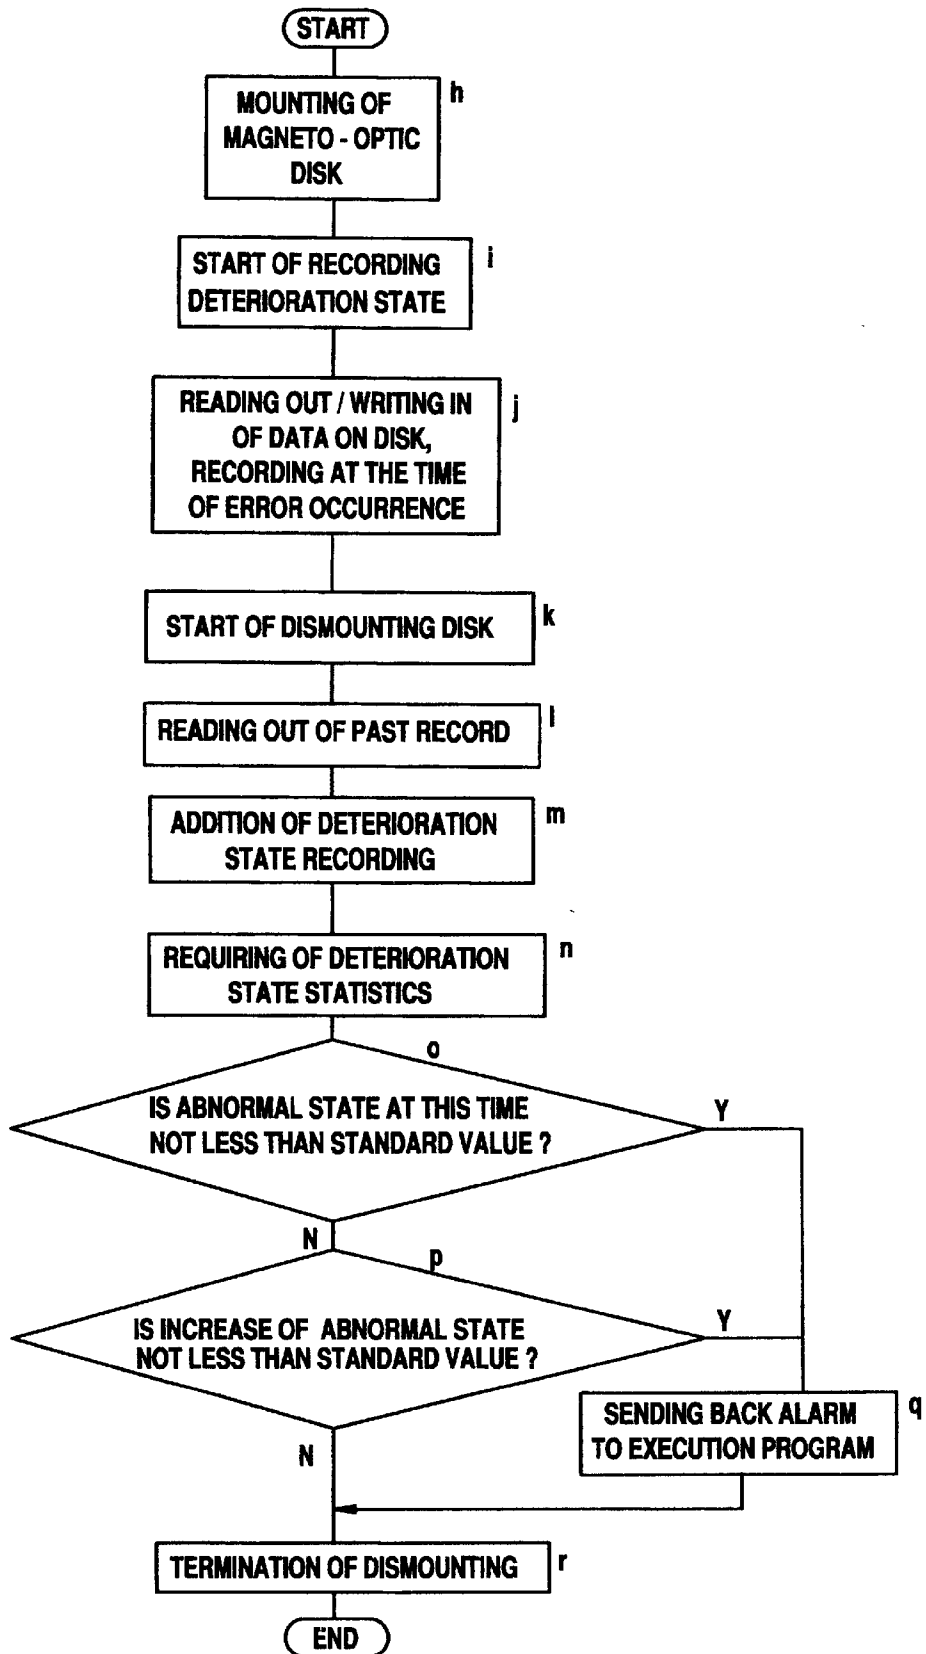 START
h
MOUNTING OF
MAGNETO - OPTIC
DISK
i
START OF RECORDING
DETERIORATION STATE
j
READING OUT / WRITING IN
OF DATA ON DISK,
RECORDING AT THE TIME
OF ERROR OCCURRENCE
k
START OF DISMOUNTING DISK
l
READING OUT OF PAST RECORD
m
ADDITION OF DETERIORATION
STATE RECORDING
n
REQUIRING OF DETERIORATION
STATE STATISTICS
o
IS ABNORMAL STATE AT THIS TIME
NOT LESS THAN STANDARD VALUE ?
Y
N
p
IS INCREASE OF ABNORMAL STATE
NOT LESS THAN STANDARD VALUE ?
Y
N
q
SENDING BACK ALARM
TO EXECUTION PROGRAM
TERMINATION OF DISMOUNTING
r
END